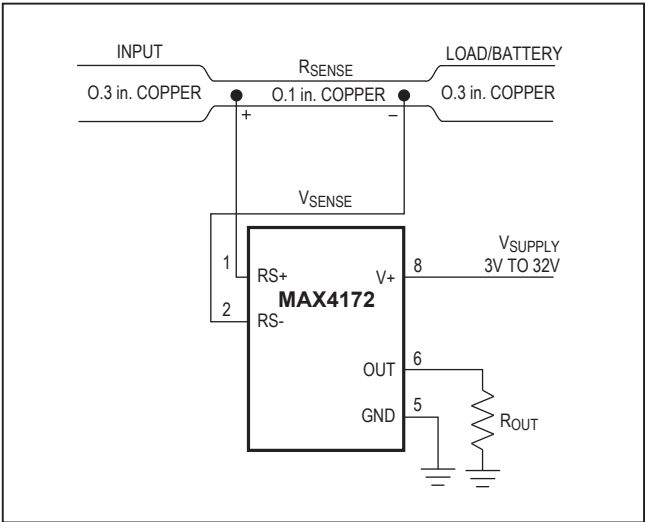 INPUT
RSENSE
LOAD/BATTERY
O.3 in. COPPER
O.1 in. COPPER
O.3 in. COPPER
+
–
VSENSE
VSUPPLY
3V TO 32V
1
RS+
V+
8
MAX4172
2
RS-
OUT
6
GND
5
ROUT